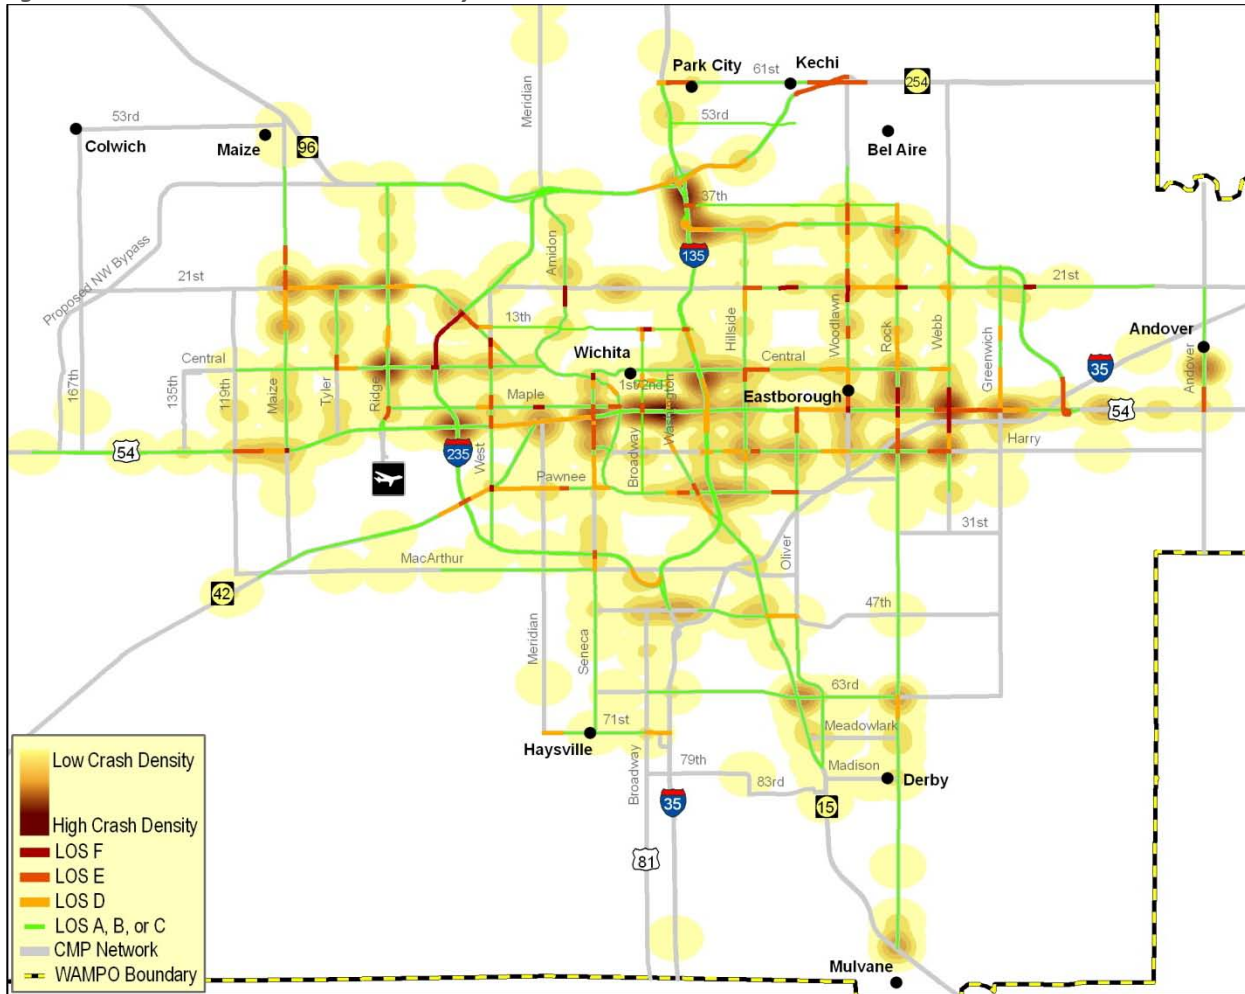 Park City
61st
Kechi
254
Meridian
53rd
53rd
Colwich
Maize
96
Bel Aire
37th
Proposed NW Bypass
Amidon
135
21st
21st
13th
Hillside
Woodlawn
Rock
Webb
Greenwich
Andover
Wichita
Central
Central
35
167th
135th
119th
Maize
Tyler
Ridge
Maple
1st/2nd
Washington
Eastborough
Andover
54
54
235
West
Broadway
Harry
Pawnee
31st
Oliver
MacArthur
42
47th
Meridian
Seneca
63rd
71st
Meadowlark
Haysville
Madison
79th
83rd
Derby
Broadway
35
15
81
Mulvane
Low Crash Density
High Crash Density
LOS F
LOS E
LOS D
LOS A, B, or C
CMP Network
WAMPO Boundary